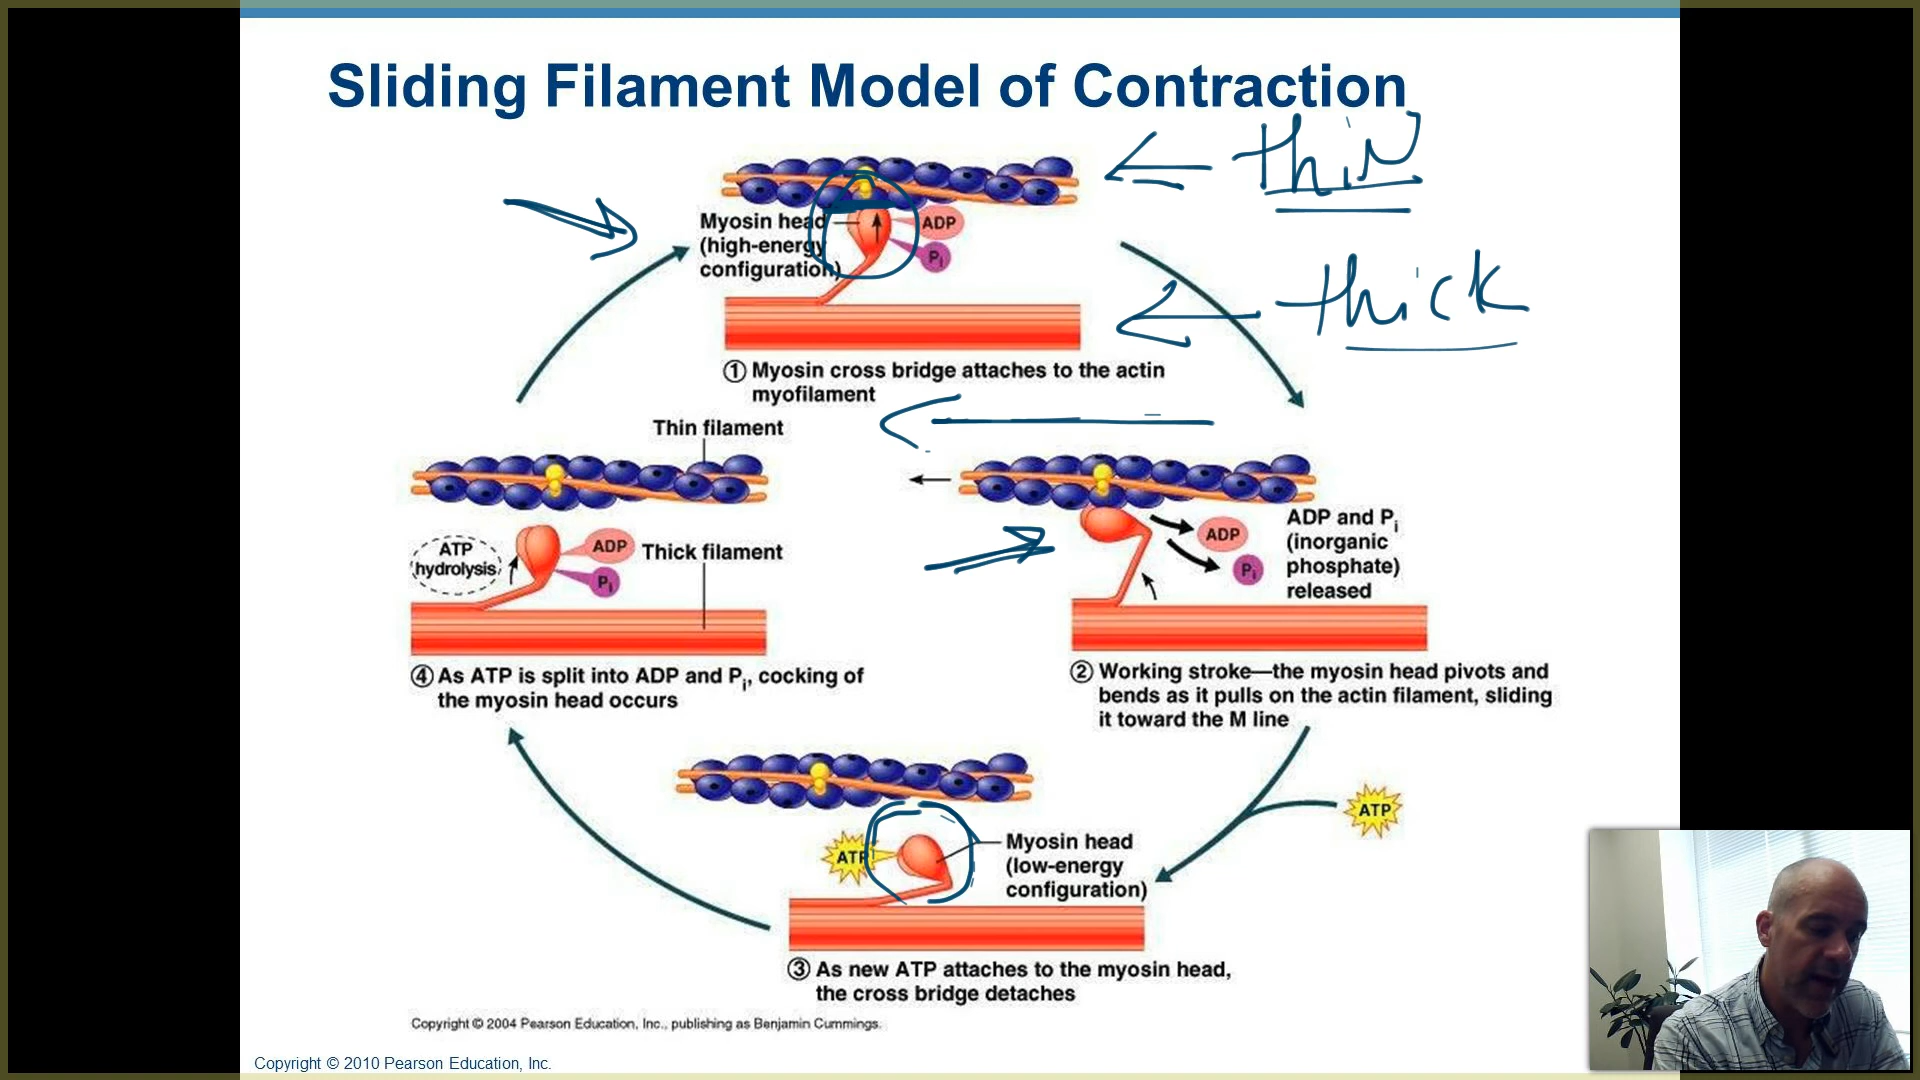 Sliding Filament Model of Contraction
thin
Myosin head
(high-energy
configuration)
ADP
Pi
thick
① Myosin cross bridge attaches to the actin
myofilament
Thin filament
ATP
hydrolysis
ADP
Pi
Thick filament
ADP
Pi
ADP and Pi
(inorganic
phosphate)
released
④ As ATP is split into ADP and Pi, cocking of
the myosin head occurs
② Working stroke—the myosin head pivots and
bends as it pulls on the actin filament, sliding
it toward the M line
ATP
ATP
Myosin head
(low-energy
configuration)
③ As new ATP attaches to the myosin head,
the cross bridge detaches
Copyright © 2004 Pearson Education, Inc., publishing as Benjamin Cummings.
Copyright © 2010 Pearson Education, Inc.